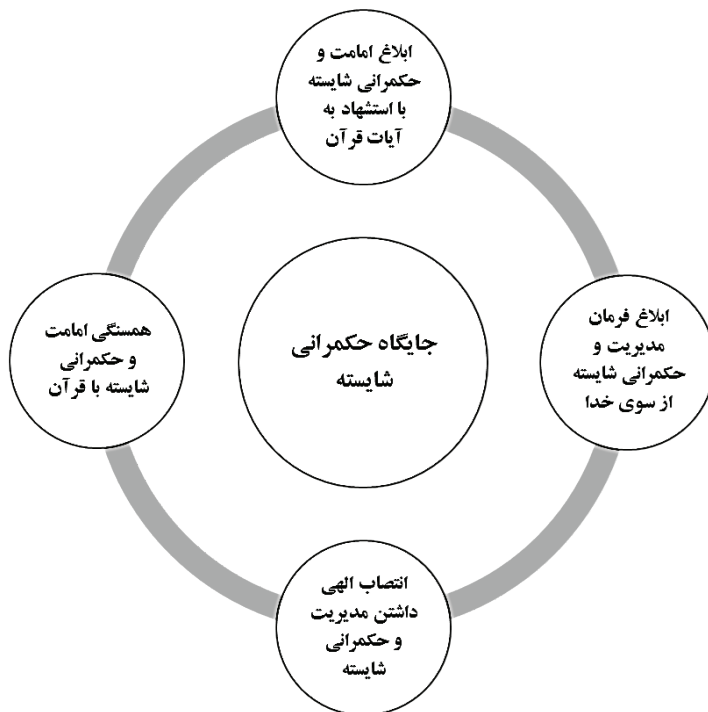 ابلاغ امامت و
حکمرانی شایسته
با استشهاد به
آیات قرآن
ابلاغ فرمان
مدیریت و
حکمرانی شایسته
از سوی خدا
جایگاه حکمرانی
شایسته
همسنگی امامت
و حکمرانی
شایسته با قرآن
انتصاب الهی
داشتن مدیریت
و حکمرانی
شایسته